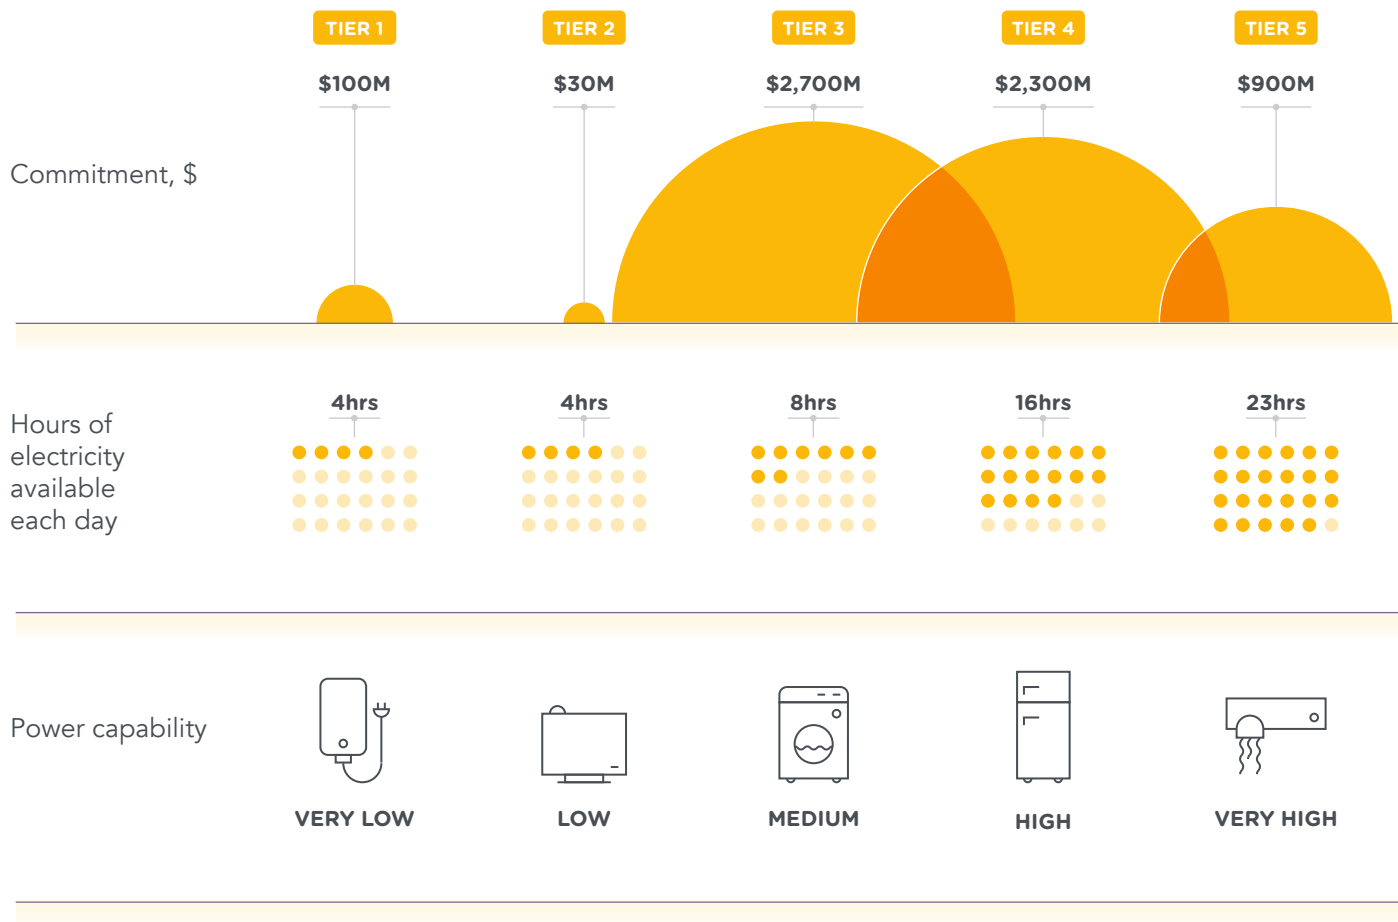 TIER 1
TIER 2
TIER 3
TIER 4
TIER 5
$100M
$30M
$2,700M
$2,300M
$900M
Commitment, $
4hrs
4hrs
8hrs
16hrs
23hrs
Hours of
electricity
available
each day
Power capability
VERY LOW
LOW
MEDIUM
HIGH
VERY HIGH